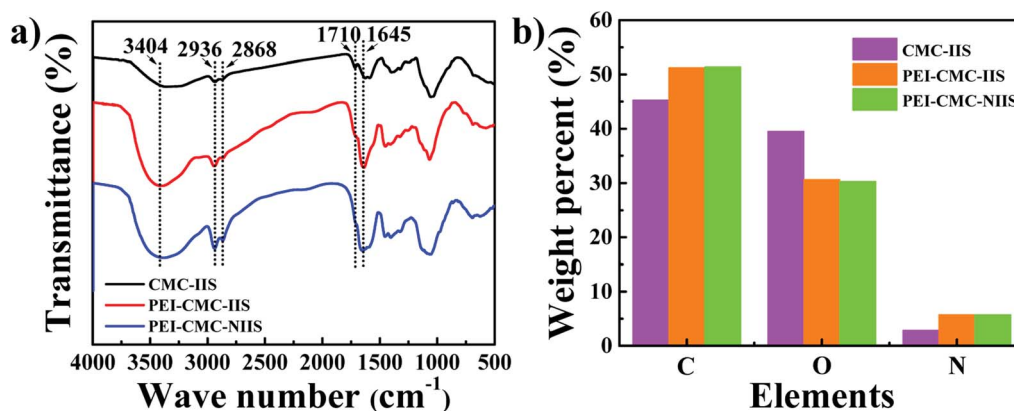 a)
3404
2936
2868
1710
1645
Transmittance (%)
CMC-IIS
PEI-CMC-IIS
PEI-CMC-NIIS
4000 3500 3000 2500 2000 1500 1000 500
Wave number (cm⁻¹)
b)
Weight percent (%)
60
50
40
30
20
10
0
CMC-IIS
PEI-CMC-IIS
PEI-CMC-NIIS
C O N
Elements